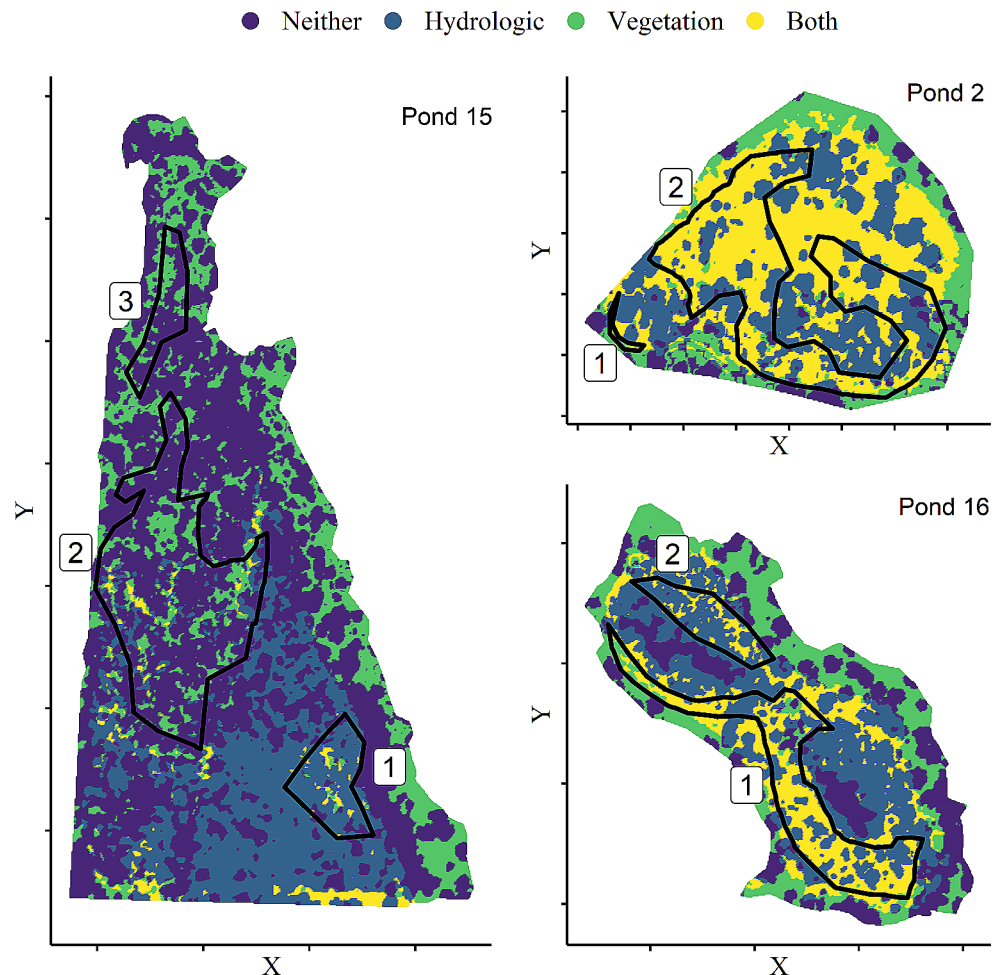 Neither Hydrologic Vegetation Both
Pond 15
3
2
1
Y
X
Pond 2
2
1
Y
X
Pond 16
2
1
Y
X